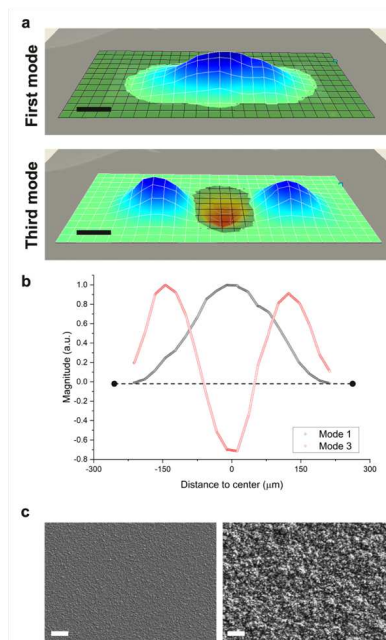 a
First mode
Third mode
b
Magnitude (a.u.)
1.0
0.8
0.6
0.4
0.2
0.0
-0.2
-0.4
-0.6
-0.8
-300
-150
0
150
300
Mode 1
Mode 3
Distance to center (μm)
c